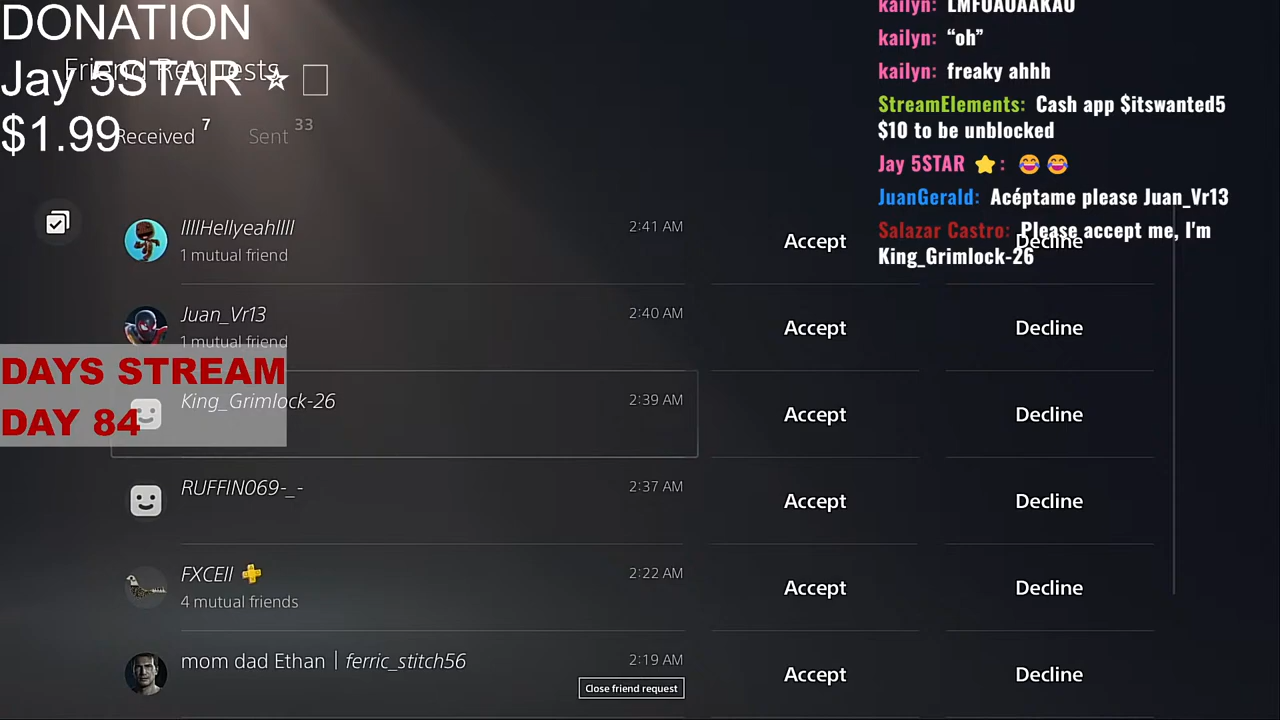 DONATION
Jay 5STAR ☆
$1.99
Friend Requests
Received 7
Sent 33
IlllHellyeahllll
1 mutual friend
2:41 AM
Accept
Decline
Juan_Vr13
1 mutual friend
2:40 AM
Accept
Decline
King_Grimlock-26
2:39 AM
Accept
Decline
RUFFIN069-_-
2:37 AM
Accept
Decline
FXCEll
4 mutual friends
2:22 AM
Accept
Decline
mom dad Ethan | ferric_stitch56
2:19 AM
Close friend request
Accept
Decline
DAYS STREAM
DAY 84
kailyn:
kailyn: “oh”
kailyn: freaky ahhh
StreamElements: Cash app $itswanted5
$10 to be unblocked
Jay 5STAR ⭐: 😂 😂
JuanGerald: Acéptame please Juan_Vr13
Salazar Castro: Please accept me, I'm
King_Grimlock-26